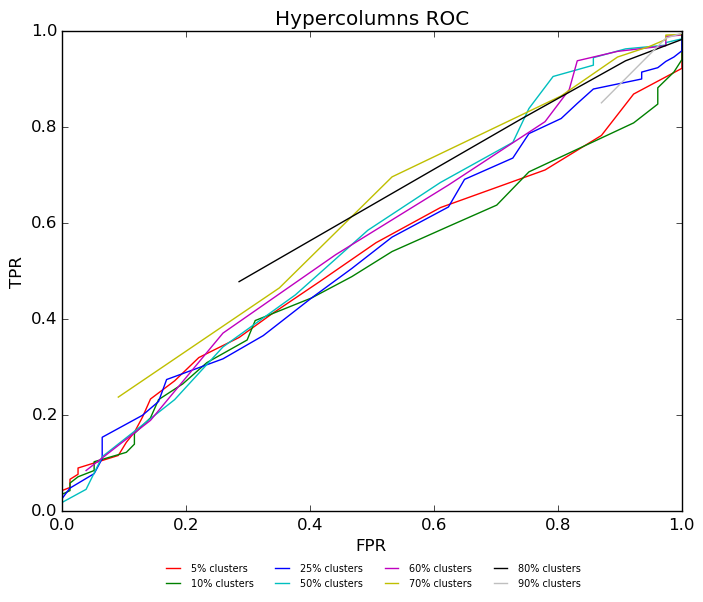 Hypercolumns ROC
1.0
0.8
0.6
0.4
0.2
0.0
TPR
0.0 0.2 0.4 0.6 0.8 1.0
FPR
5% clusters 25% clusters 60% clusters 80% clusters
10% clusters 50% clusters 70% clusters 90% clusters